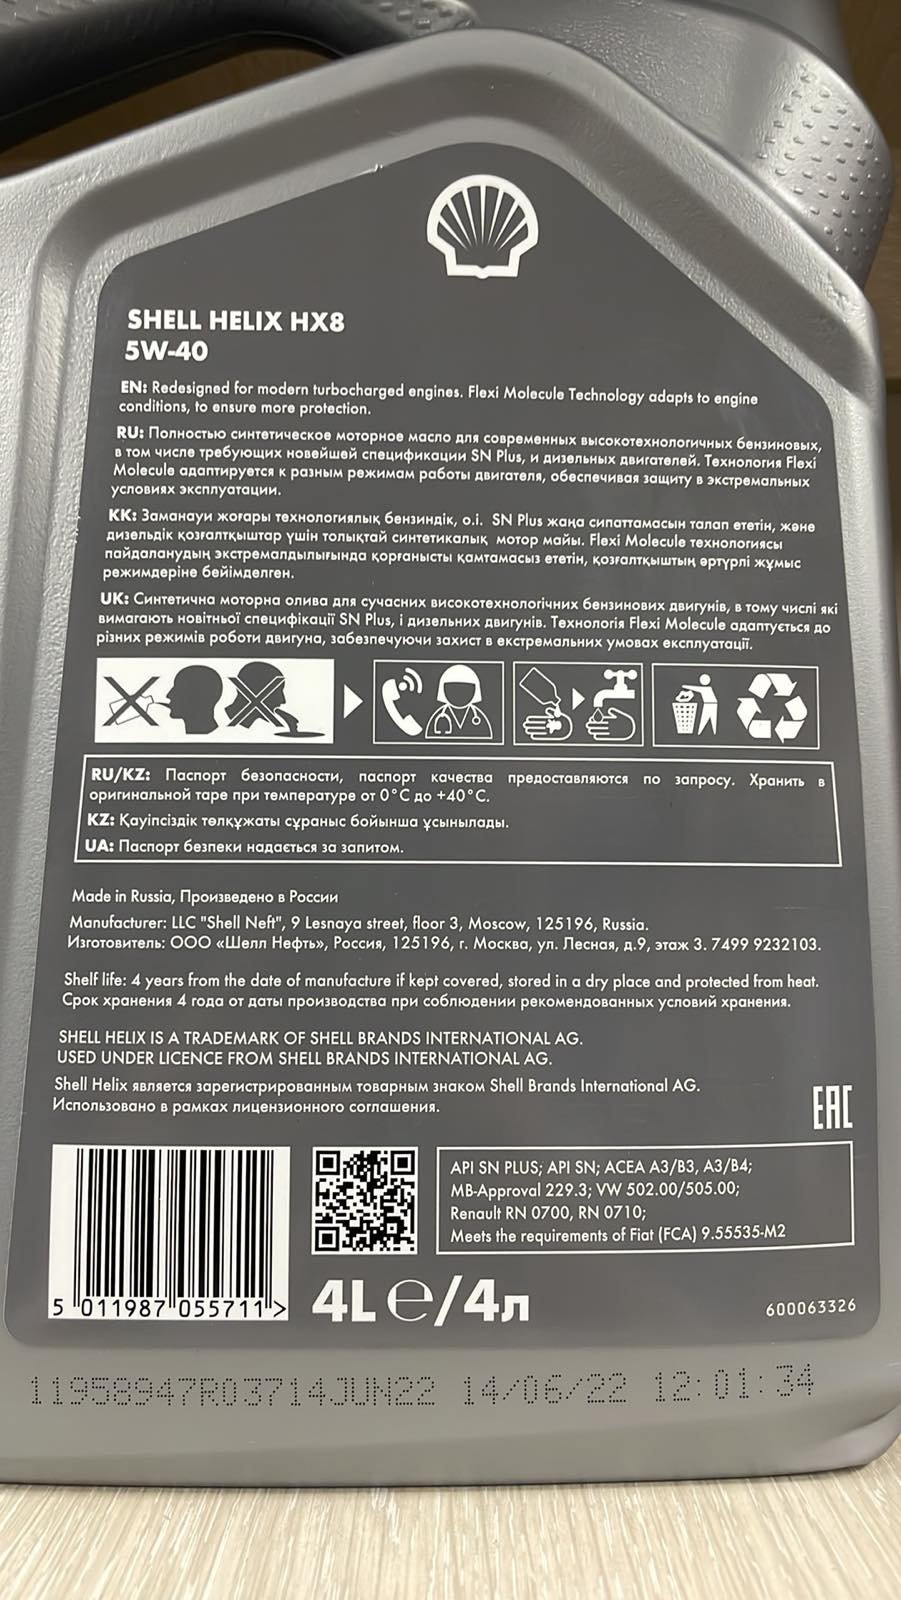 SHELL HELIX HX8
5W-40
EN: Redesigned for modern turbocharged engines. Flexi Molecule Technology adapts to engine
conditions, to ensure more protection.
RU: Полностью синтетическое моторное масло для современных высокотехнологичных бензиновых,
в том числе требующих новейшей спецификации SN Plus, и дизельных двигателей. Технология Flexi
Molecule адаптируется к разным режимам работы двигателя, обеспечивая защиту в экстремальных
условиях эксплуатации.
KK: Заманауи жоғары технологиялық бензиндік, о.і. SN Plus жаңа сипаттамасын талап ететін, және
дизельдік қозғалтқыштар үшін толықтай синтетикалық мотор майы. Flexi Molecule технологиясы
пайдаланудың экстремалдылығында қорғанысты қамтамасыз ететін, қозғалтқыштың әртүрлі жұмыс
режимдеріне бейімделген.
UK: Синтетична моторна олива для сучасних високотехнологічних бензинових двигунів, в тому числі які
вимагають новітньої специфікації SN Plus, і дизельних двигунів. Технологія Flexi Molecule адаптується до
різних режимів роботи двигуна, забезпечуючи захист в екстремальних умовах експлуатації.
RU/KZ: Паспорт безопасности, паспорт качества предоставляются по запросу. Хранить в
оригинальной таре при температуре от 0°C до +40°C.
KZ: Қауіпсіздік төлқұжаты сұраныс бойынша ұсынылады.
UA: Паспорт безпеки надається за запитом.
Made in Russia, Произведено в России
Manufacturer: LLC "Shell Neft", 9 Lesnaya street, floor 3, Moscow, 125196, Russia.
Изготовитель: ООО «Шелл Нефть», Россия, 125196, г. Москва, ул. Лесная, д.9, этаж 3. 7499 9232103.
Shelf life: 4 years from the date of manufacture if kept covered, stored in a dry place and protected from heat.
Срок хранения 4 года от даты производства при соблюдении рекомендованных условий хранения.
SHELL HELIX IS A TRADEMARK OF SHELL BRANDS INTERNATIONAL AG.
USED UNDER LICENCE FROM SHELL BRANDS INTERNATIONAL AG.
Shell Helix является зарегистрированным товарным знаком Shell Brands International AG.
Использовано в рамках лицензионного соглашения.
EAC
API SN PLUS; API SN; ACEA A3/B3, A3/B4;
MB-Approval 229.3; VW 502.00/505.00;
Renault RN 0700, RN 0710;
Meets the requirements of Fiat (FCA) 9.55535-M2
5 011987 055711 >
4L ℮/4л
600063326
11958947R03714JUN22 14/06/22 12:01:34